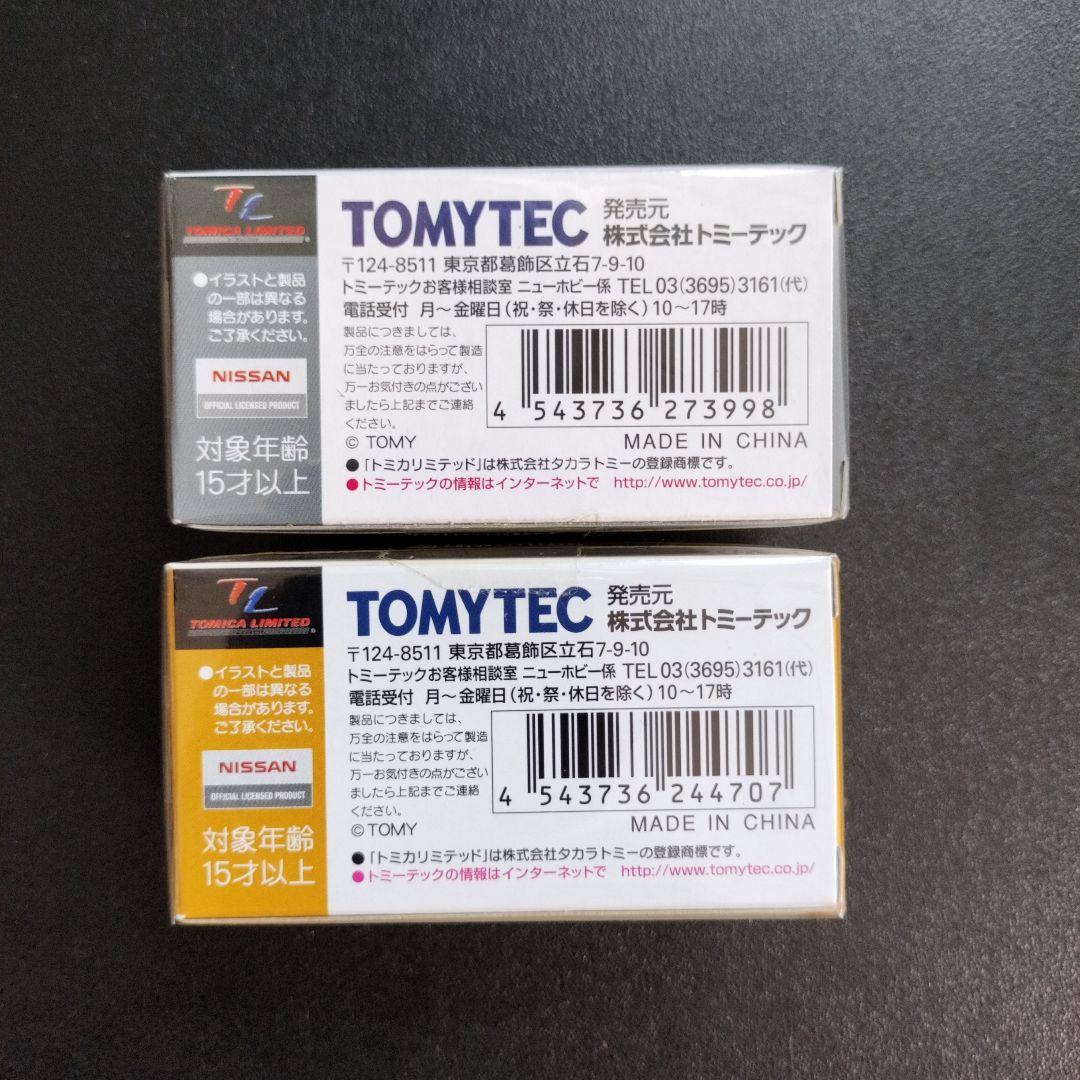 TL
TOMICA LIMITED
●イラストと製品
の一部は異なる
場合があります。
ご了承ください。
NISSAN
OFFICIAL LICENSED PRODUCT
対象年齢
15才以上
TOMYTEC
発売元
株式会社トミーテック
〒124-8511 東京都葛飾区立石7-9-10
トミーテックお客様相談室 ニューホビー係 TEL 03(3695)3161(代)
電話受付 月～金曜日(祝・祭・休日を除く)10～17時
製品につきましては、
万全の注意をはらって製造
に当たっておりますが、
万一お気付きの点がござい
ましたら上記までご連絡
ください。
© TOMY
4 543736 273998
MADE IN CHINA
●「トミカリミテッド」は株式会社タカラトミーの登録商標です。
●トミーテックの情報はインターネットで http://www.tomytec.co.jp/
TL
TOMICA LIMITED
●イラストと製品
の一部は異なる
場合があります。
ご了承ください。
NISSAN
OFFICIAL LICENSED PRODUCT
対象年齢
15才以上
TOMYTEC
発売元
株式会社トミーテック
〒124-8511 東京都葛飾区立石7-9-10
トミーテックお客様相談室 ニューホビー係 TEL 03(3695)3161(代)
電話受付 月～金曜日(祝・祭・休日を除く)10～17時
製品につきましては、
万全の注意をはらって製造
に当たっておりますが、
万一お気付きの点がござい
ましたら上記までご連絡
ください。
© TOMY
4 543736 244707
MADE IN CHINA
●「トミカリミテッド」は株式会社タカラトミーの登録商標です。
●トミーテックの情報はインターネットで http://www.tomytec.co.jp/